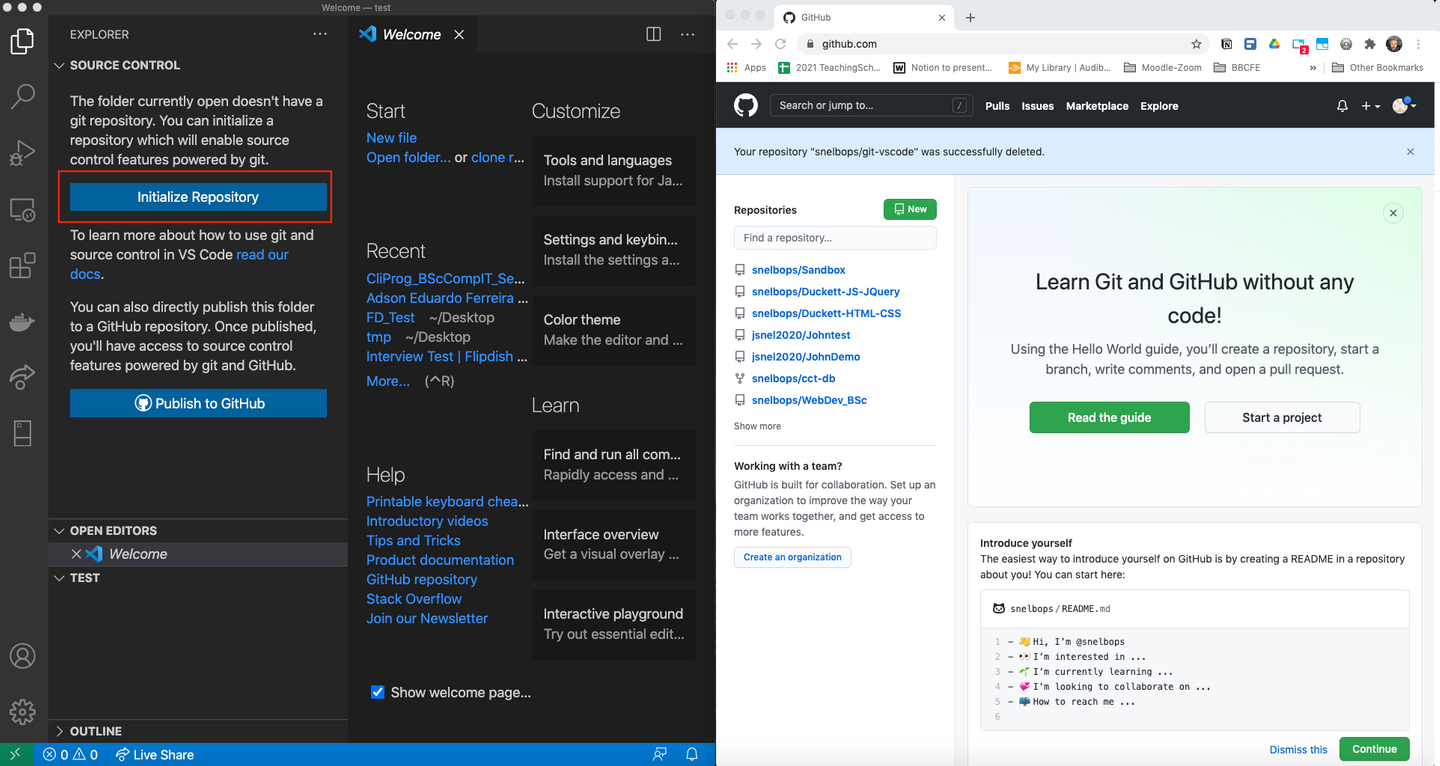 Welcome — test
EXPLORER
SOURCE CONTROL
The folder currently open doesn't have a
git repository. You can initialize a
repository which will enable source
control features powered by git.
Initialize Repository
To learn more about how to use git and
source control in VS Code read our
docs.
You can also directly publish this folder
to a GitHub repository. Once published,
you'll have access to source control
features powered by git and GitHub.
Publish to GitHub
OPEN EDITORS
Welcome
TEST
OUTLINE
0 0 Live Share
Welcome
Start
New file
Open folder... or clone r...
Recent
CliProg_BScCompIT_Se...
Adson Eduardo Ferreira ...
FD_Test ~/Desktop
tmp ~/Desktop
Interview Test | Flipdish ...
More... (^R)
Help
Printable keyboard chea...
Introductory videos
Tips and Tricks
Product documentation
GitHub repository
Stack Overflow
Join our Newsletter
Show welcome page...
Customize
Tools and languages
Install support for Ja...
Settings and keybin...
Install the settings a...
Color theme
Make the editor and ...
Learn
Find and run all com...
Rapidly access and ...
Interface overview
Get a visual overlay ...
Interactive playground
Try out essential edit...
GitHub
github.com
2
Apps 2021 TeachingSch... Notion to present... My Library | Audib... Moodle-Zoom BBCFE » Other Bookmarks
Search or jump to... / Pulls Issues Marketplace Explore
Your repository "snelbops/git-vscode" was successfully deleted.
Repositories New
Find a repository...
snelbops/Sandbox
snelbops/Duckett-JS-JQuery
snelbops/Duckett-HTML-CSS
jsnel2020/Johntest
jsnel2020/JohnDemo
snelbops/cct-db
snelbops/WebDev_BSc
Show more
Working with a team?
GitHub is built for collaboration. Set up an
organization to improve the way your
team works together, and get access to
more features.
Create an organization
Learn Git and GitHub without any
code!
Using the Hello World guide, you'll create a repository, start a
branch, write comments, and open a pull request.
Read the guide Start a project
Introduce yourself
The easiest way to introduce yourself on GitHub is by creating a README in a repository
about you! You can start here:
snelbops/README.md
1 – 👋 Hi, I'm @snelbops
2 – 👀 I'm interested in ...
3 – 🌱 I'm currently learning ...
4 – 💞️ I'm looking to collaborate on ...
5 – 📫 How to reach me ...
6
Dismiss this Continue